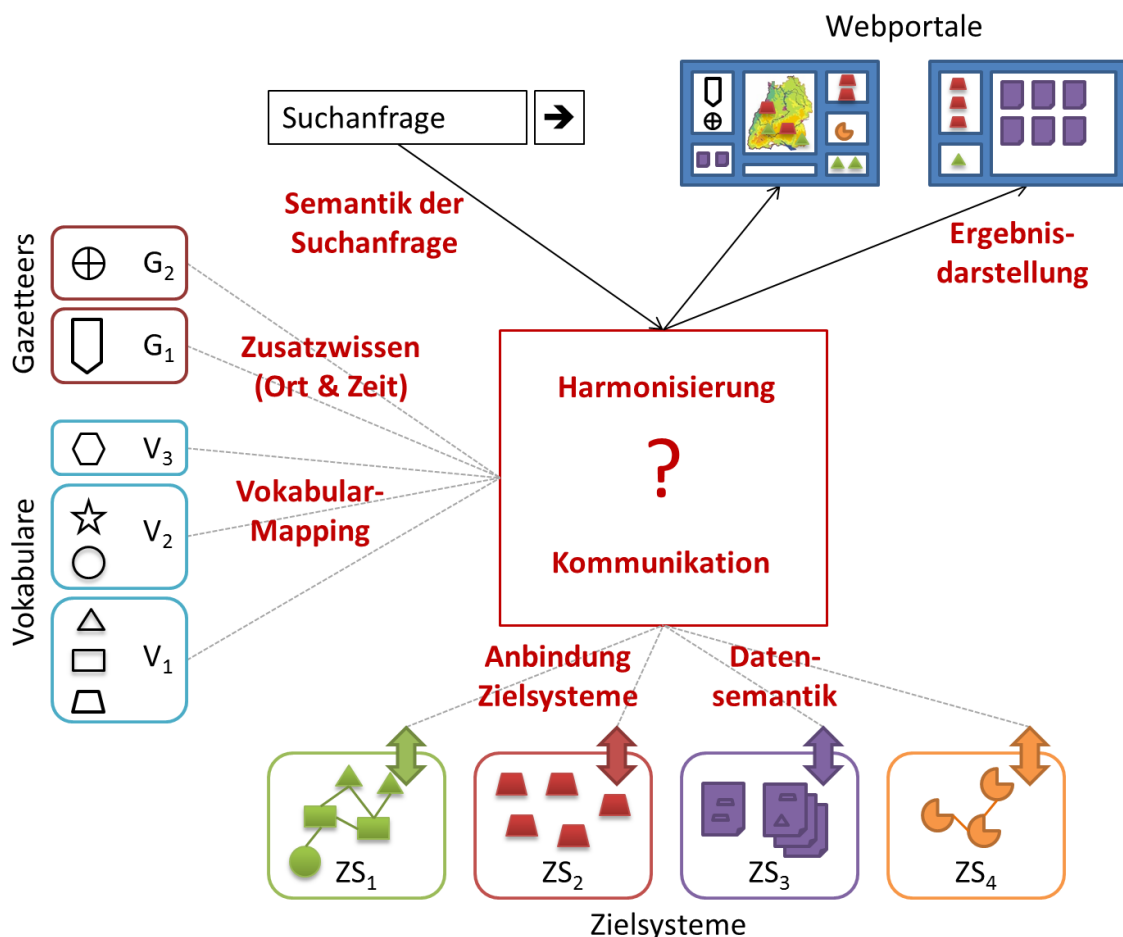 Webportale
Suchanfrage
Semantik der
Suchanfrage
Ergebnis-
darstellung
Gazetteers
G₂
G₁
Zusatzwissen
(Ort & Zeit)
Harmonisierung
?
Kommunikation
Vokabulare
V₃
V₂
V₁
Vokabular-
Mapping
Anbindung
Zielsysteme
Daten-
semantik
ZS₁
ZS₂
ZS₃
ZS₄
Zielsysteme